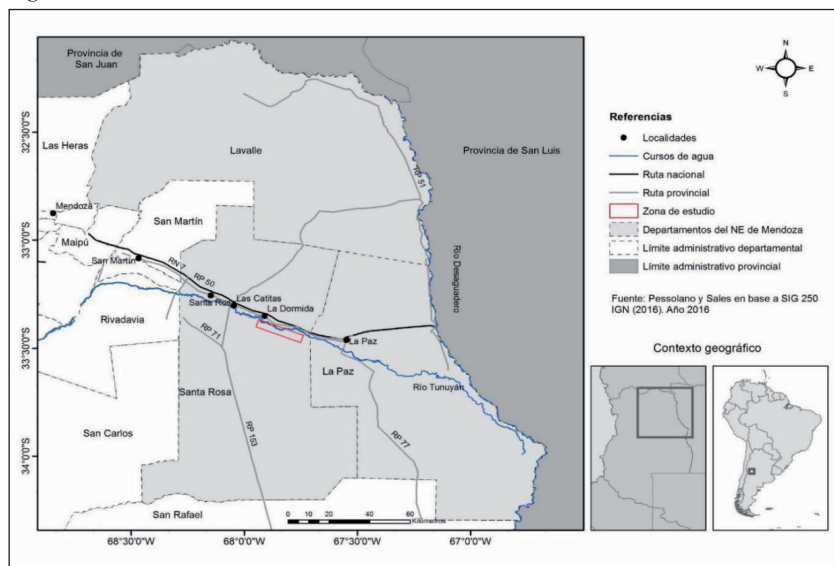 Provincia de
San Juan
Las Heras
Lavalle
Provincia de San Luis
RP 51
Mendoza
San Martín
Maipú
San Martín
RN 7
RP 50
Río Desaguadero
Santa Rosa
Las Catitas
La Dormida
Rivadavia
RP 71
La Paz
La Paz
Santa Rosa
Río Tunuyán
San Carlos
RP 153
RP 77
San Rafael
0 10 20 40 60
Kilometros
32°30'0"S
33°0'0"S
33°30'0"S
34°0'0"S
68°30'0"W
68°0'0"W
67°30'0"W
67°0'0"W
N
W
E
S
Referencias
Localidades
Cursos de agua
Ruta nacional
Ruta provincial
Zona de estudio
Departamentos del NE de Mendoza
Límite administrativo departamental
Límite administrativo provincial
Fuente: Pessolano y Sales en base a SIG 250
IGN (2016). Año 2016
Contexto geográfico